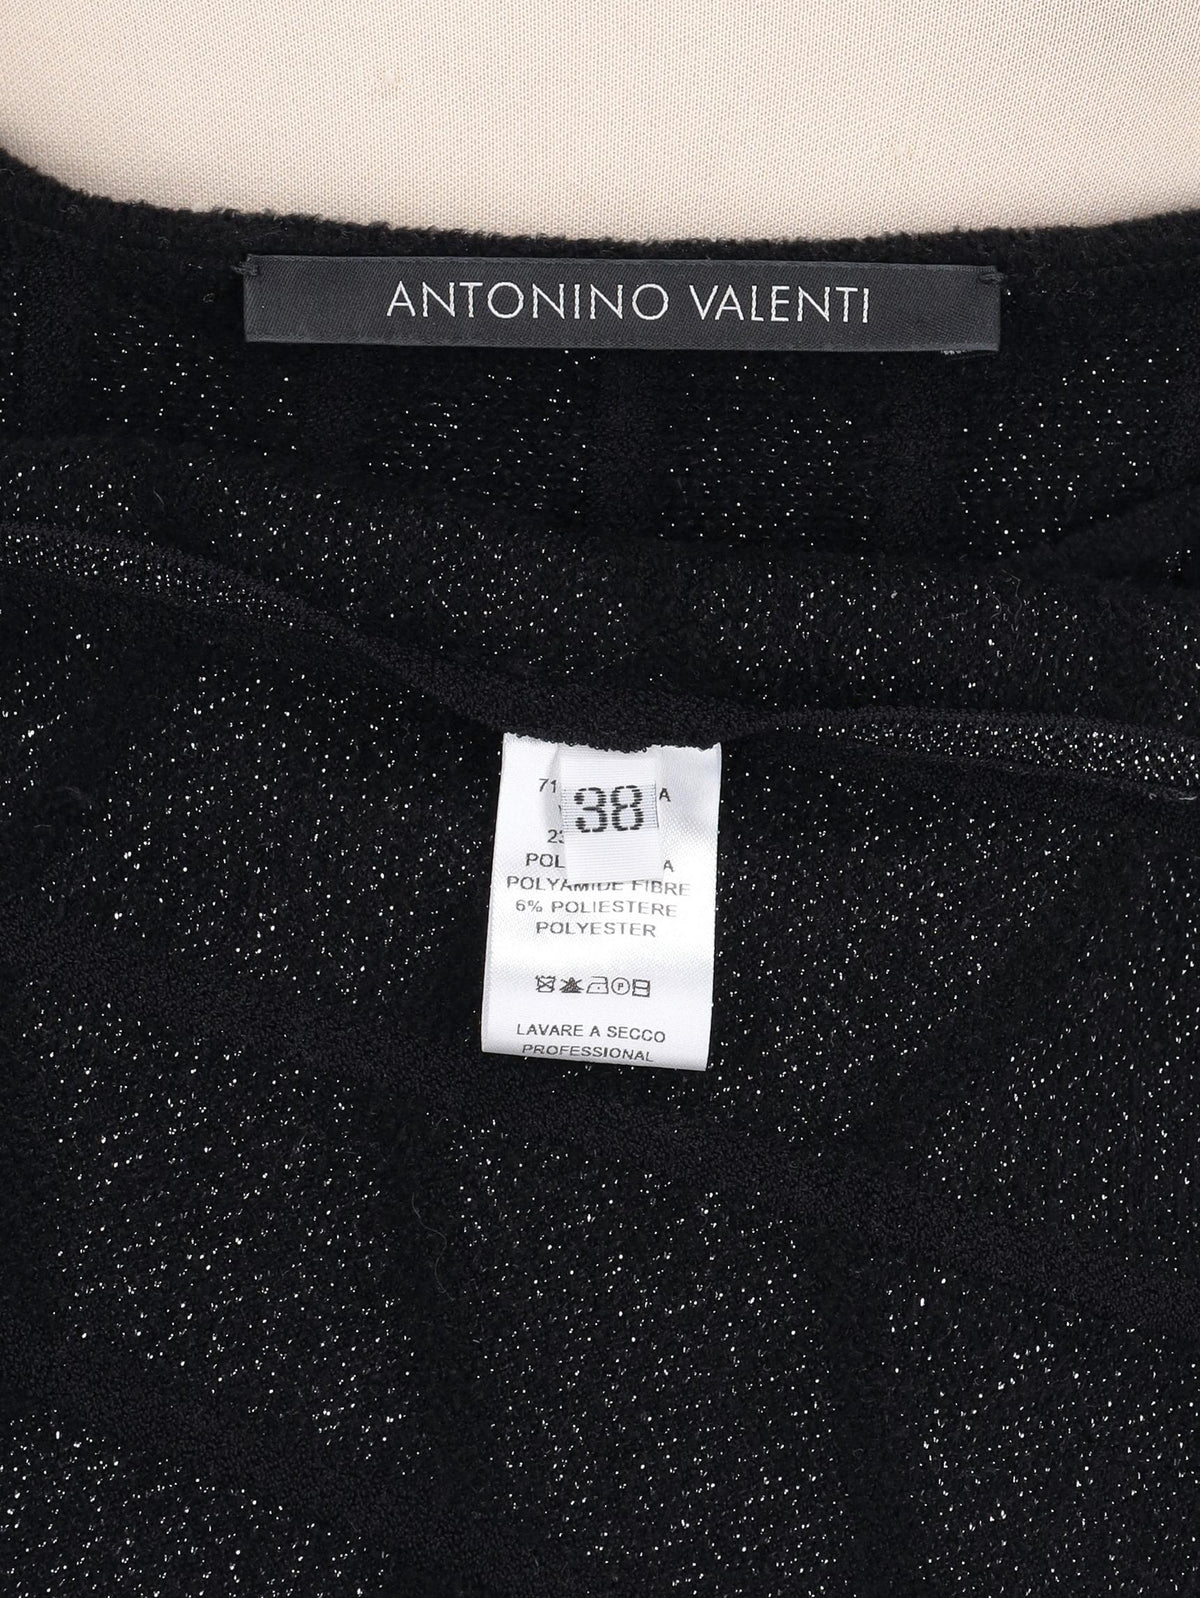 ANTONINO VALENTI
38
POLYAMIDE FIBRE
6% POLIESTERE
POLYESTER
LAVARE A SECCO
PROFESSIONAL